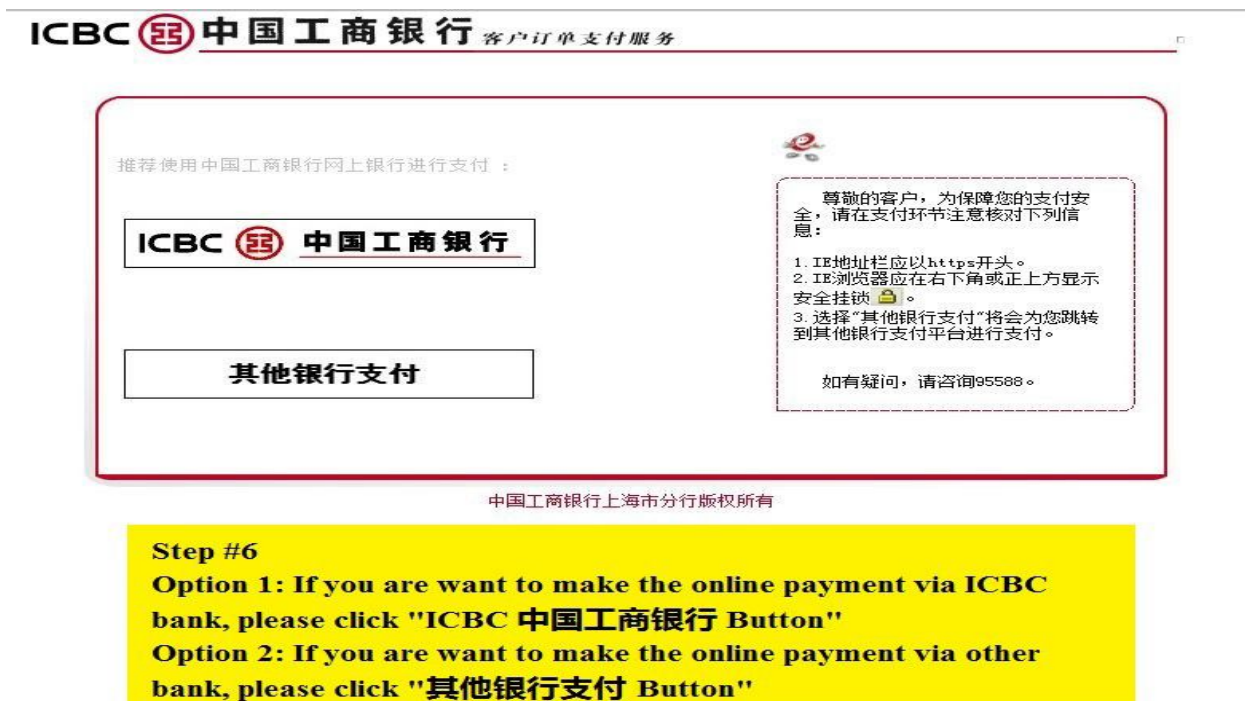 ICBC 中国工商银行 客户订单支付服务
推荐使用中国工商银行网上银行进行支付 :
ICBC 中国工商银行
其他银行支付
尊敬的客户，为保障您的支付安
全，请在支付环节注意核对下列信
息：
1.IE地址栏应以https开头。
2.IE浏览器应在右下角或正上方显示
安全挂锁。
3.选择"其他银行支付"将会为您跳转
到其他银行支付平台进行支付。
如有疑问，请咨询95588。
中国工商银行上海市分行版权所有
Step #6
Option 1: If you are want to make the online payment via ICBC
bank, please click "ICBC 中国工商银行 Button"
Option 2: If you are want to make the online payment via other
bank, please click "其他银行支付 Button"